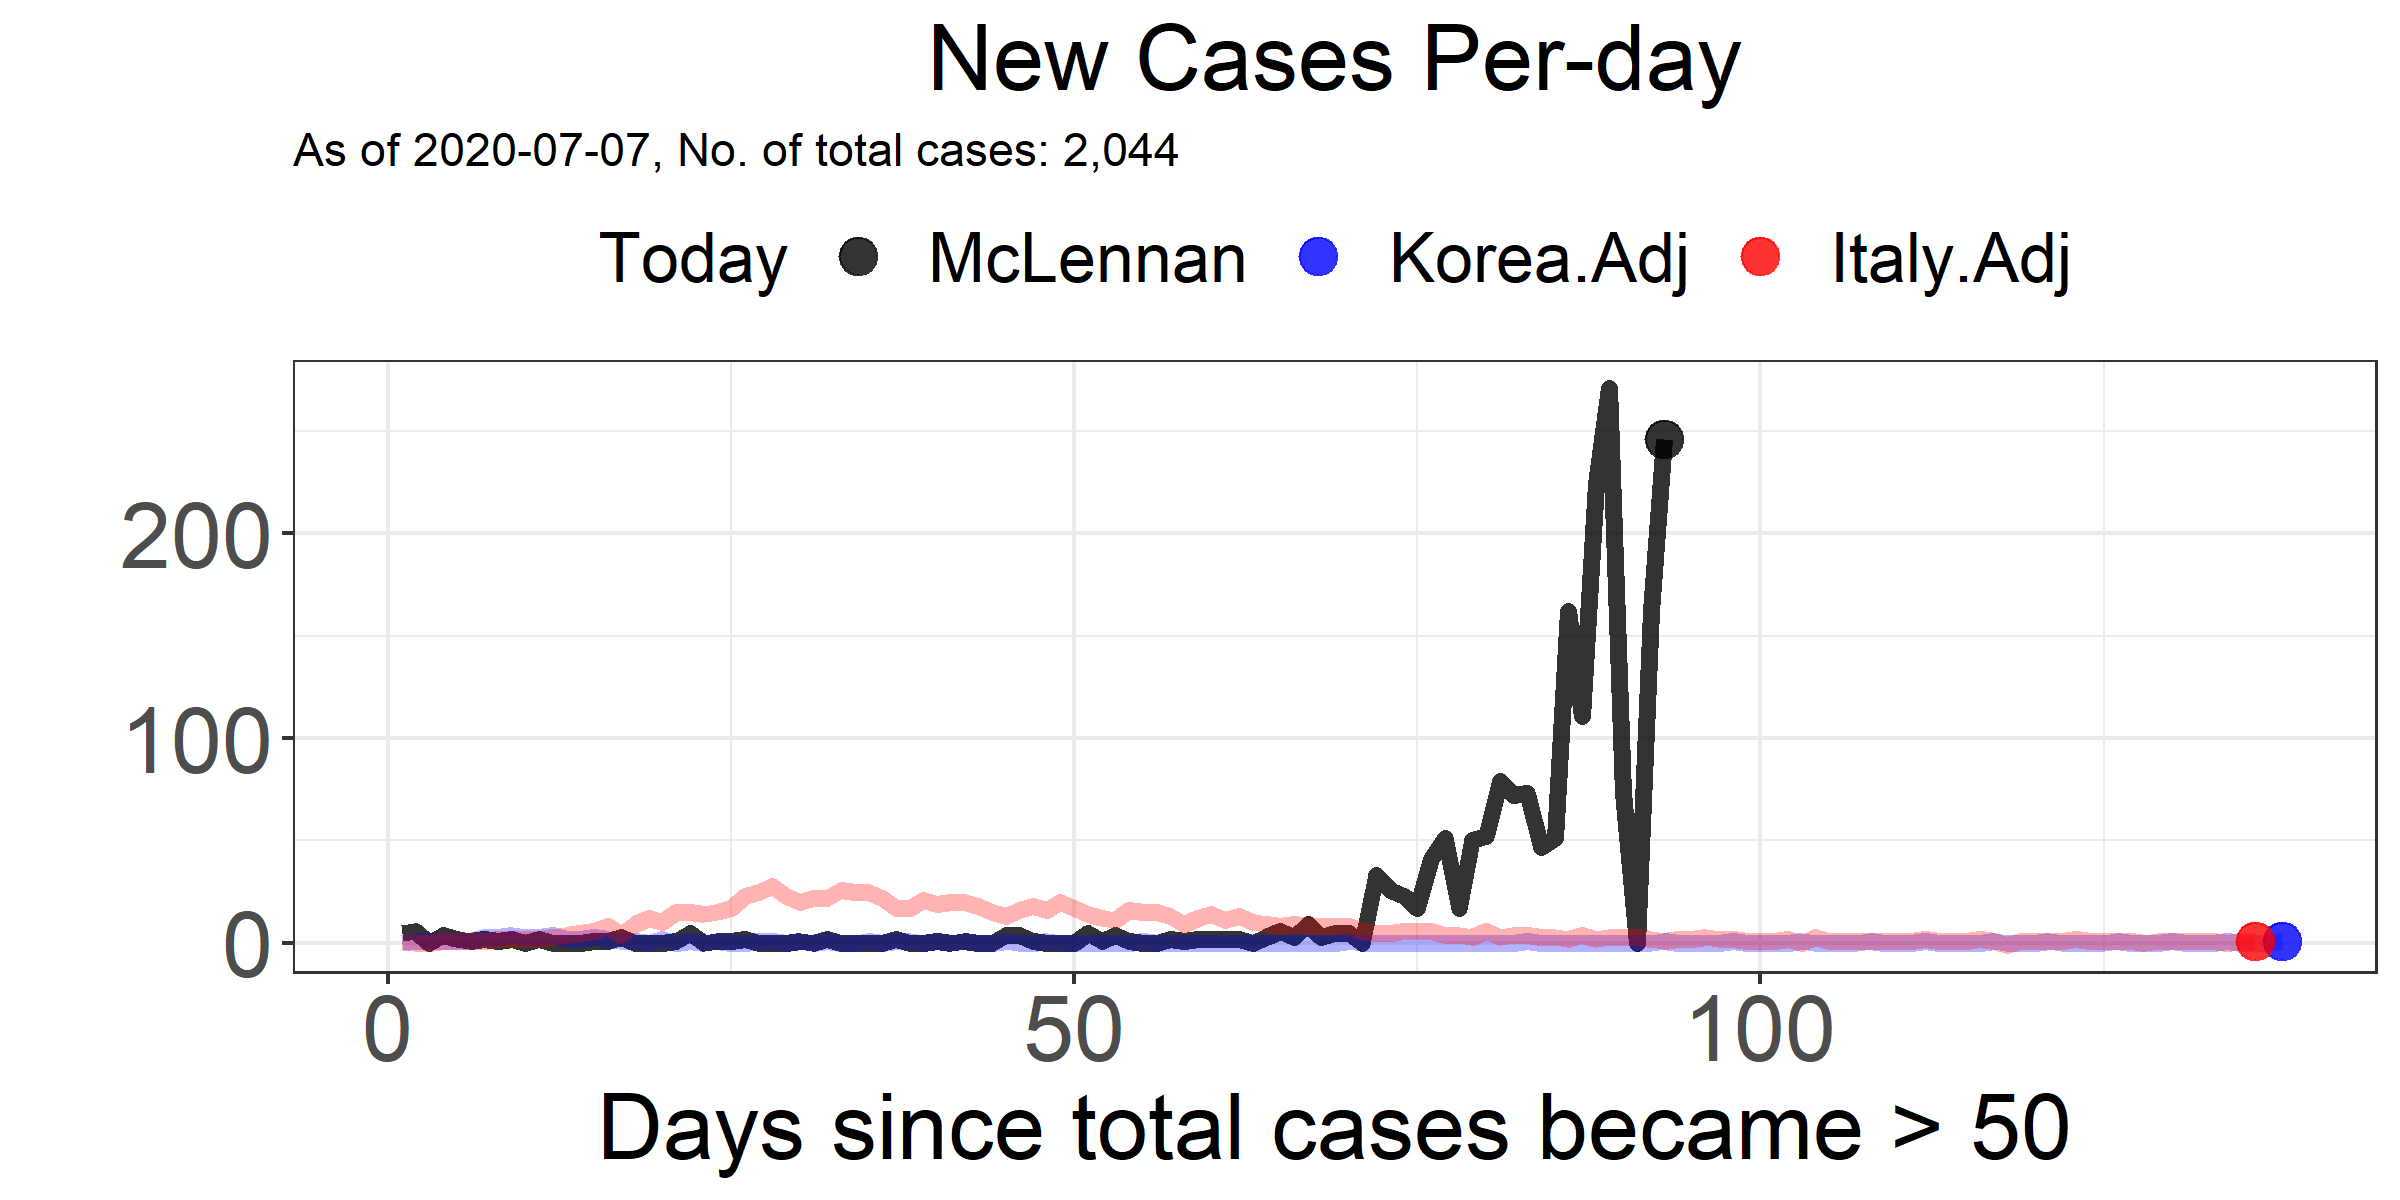 New Cases Per-day
As of 2020-07-07, No. of total cases: 2,044
Today McLennan Korea.Adj Italy.Adj
200
100
0
0 50 100
Days since total cases became > 50